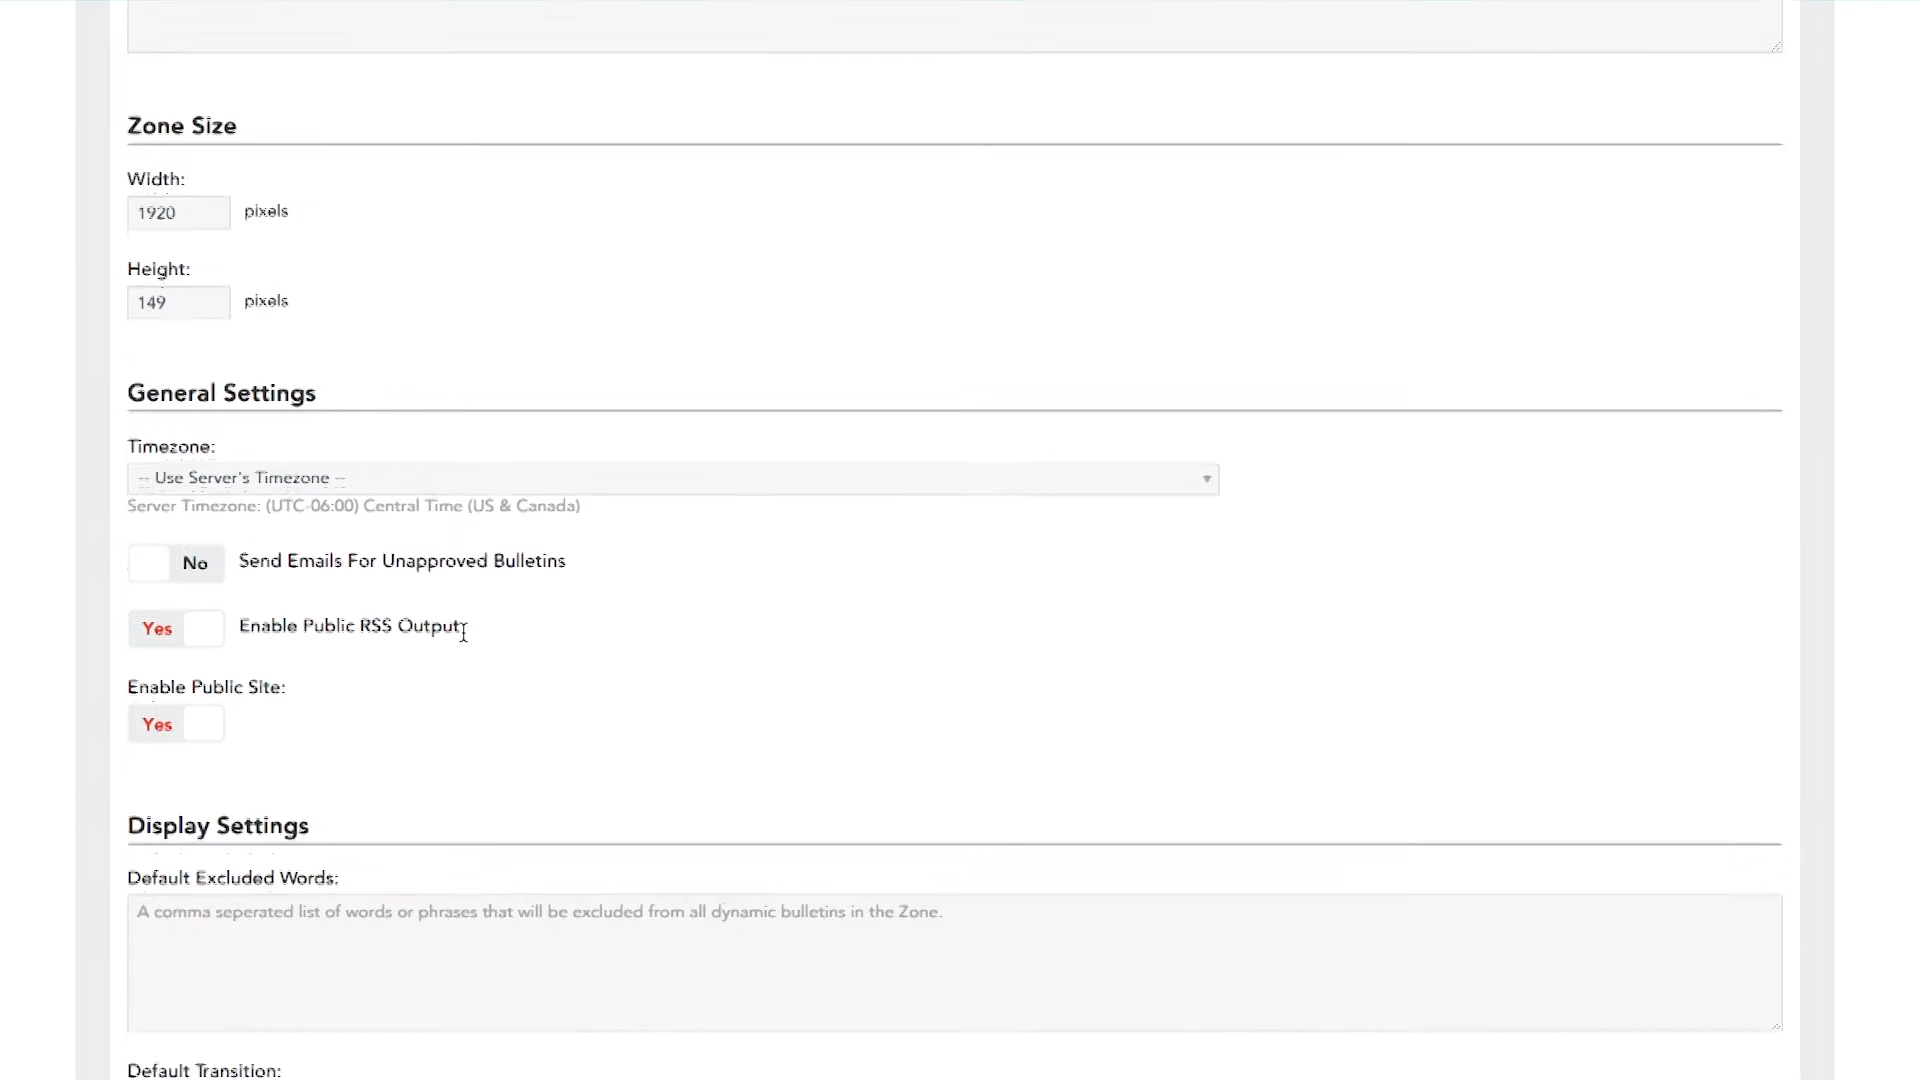 Zone Size
Width:
1920 pixels
Height:
149 pixels
General Settings
Timezone:
-- Use Server's Timezone --
Server Timezone: (UTC-06:00) Central Time (US & Canada)
No Send Emails For Unapproved Bulletins
Yes Enable Public RSS Output
Enable Public Site:
Yes
Display Settings
Default Excluded Words:
A comma seperated list of words or phrases that will be excluded from all dynamic bulletins in the Zone.
Default Transition: